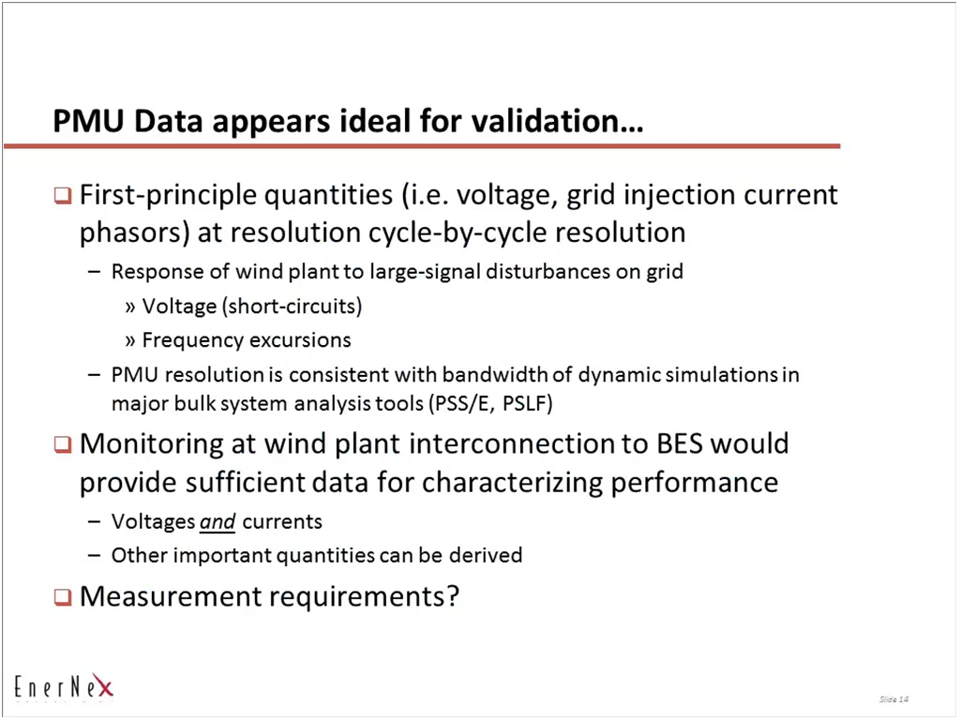 PMU Data appears ideal for validation…
❑ First-principle quantities (i.e. voltage, grid injection current
phasors) at resolution cycle-by-cycle resolution
– Response of wind plant to large-signal disturbances on grid
» Voltage (short-circuits)
» Frequency excursions
– PMU resolution is consistent with bandwidth of dynamic simulations in
major bulk system analysis tools (PSS/E, PSLF)
❑ Monitoring at wind plant interconnection to BES would
provide sufficient data for characterizing performance
– Voltages and currents
– Other important quantities can be derived
❑ Measurement requirements?
EnerNex
Slide 14